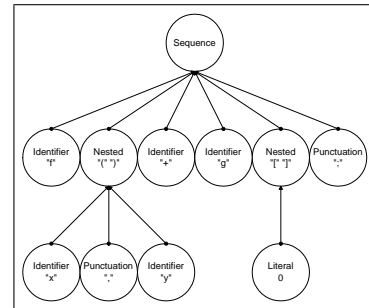 Sequence
Identifier
"f"
Nested
"(" ")"
Identifier
"+"
Identifier
"g"
Nested
"[" "]"
Punctuation
";"
Identifier
"x"
Punctuation
","
Identifier
"y"
Literal
0